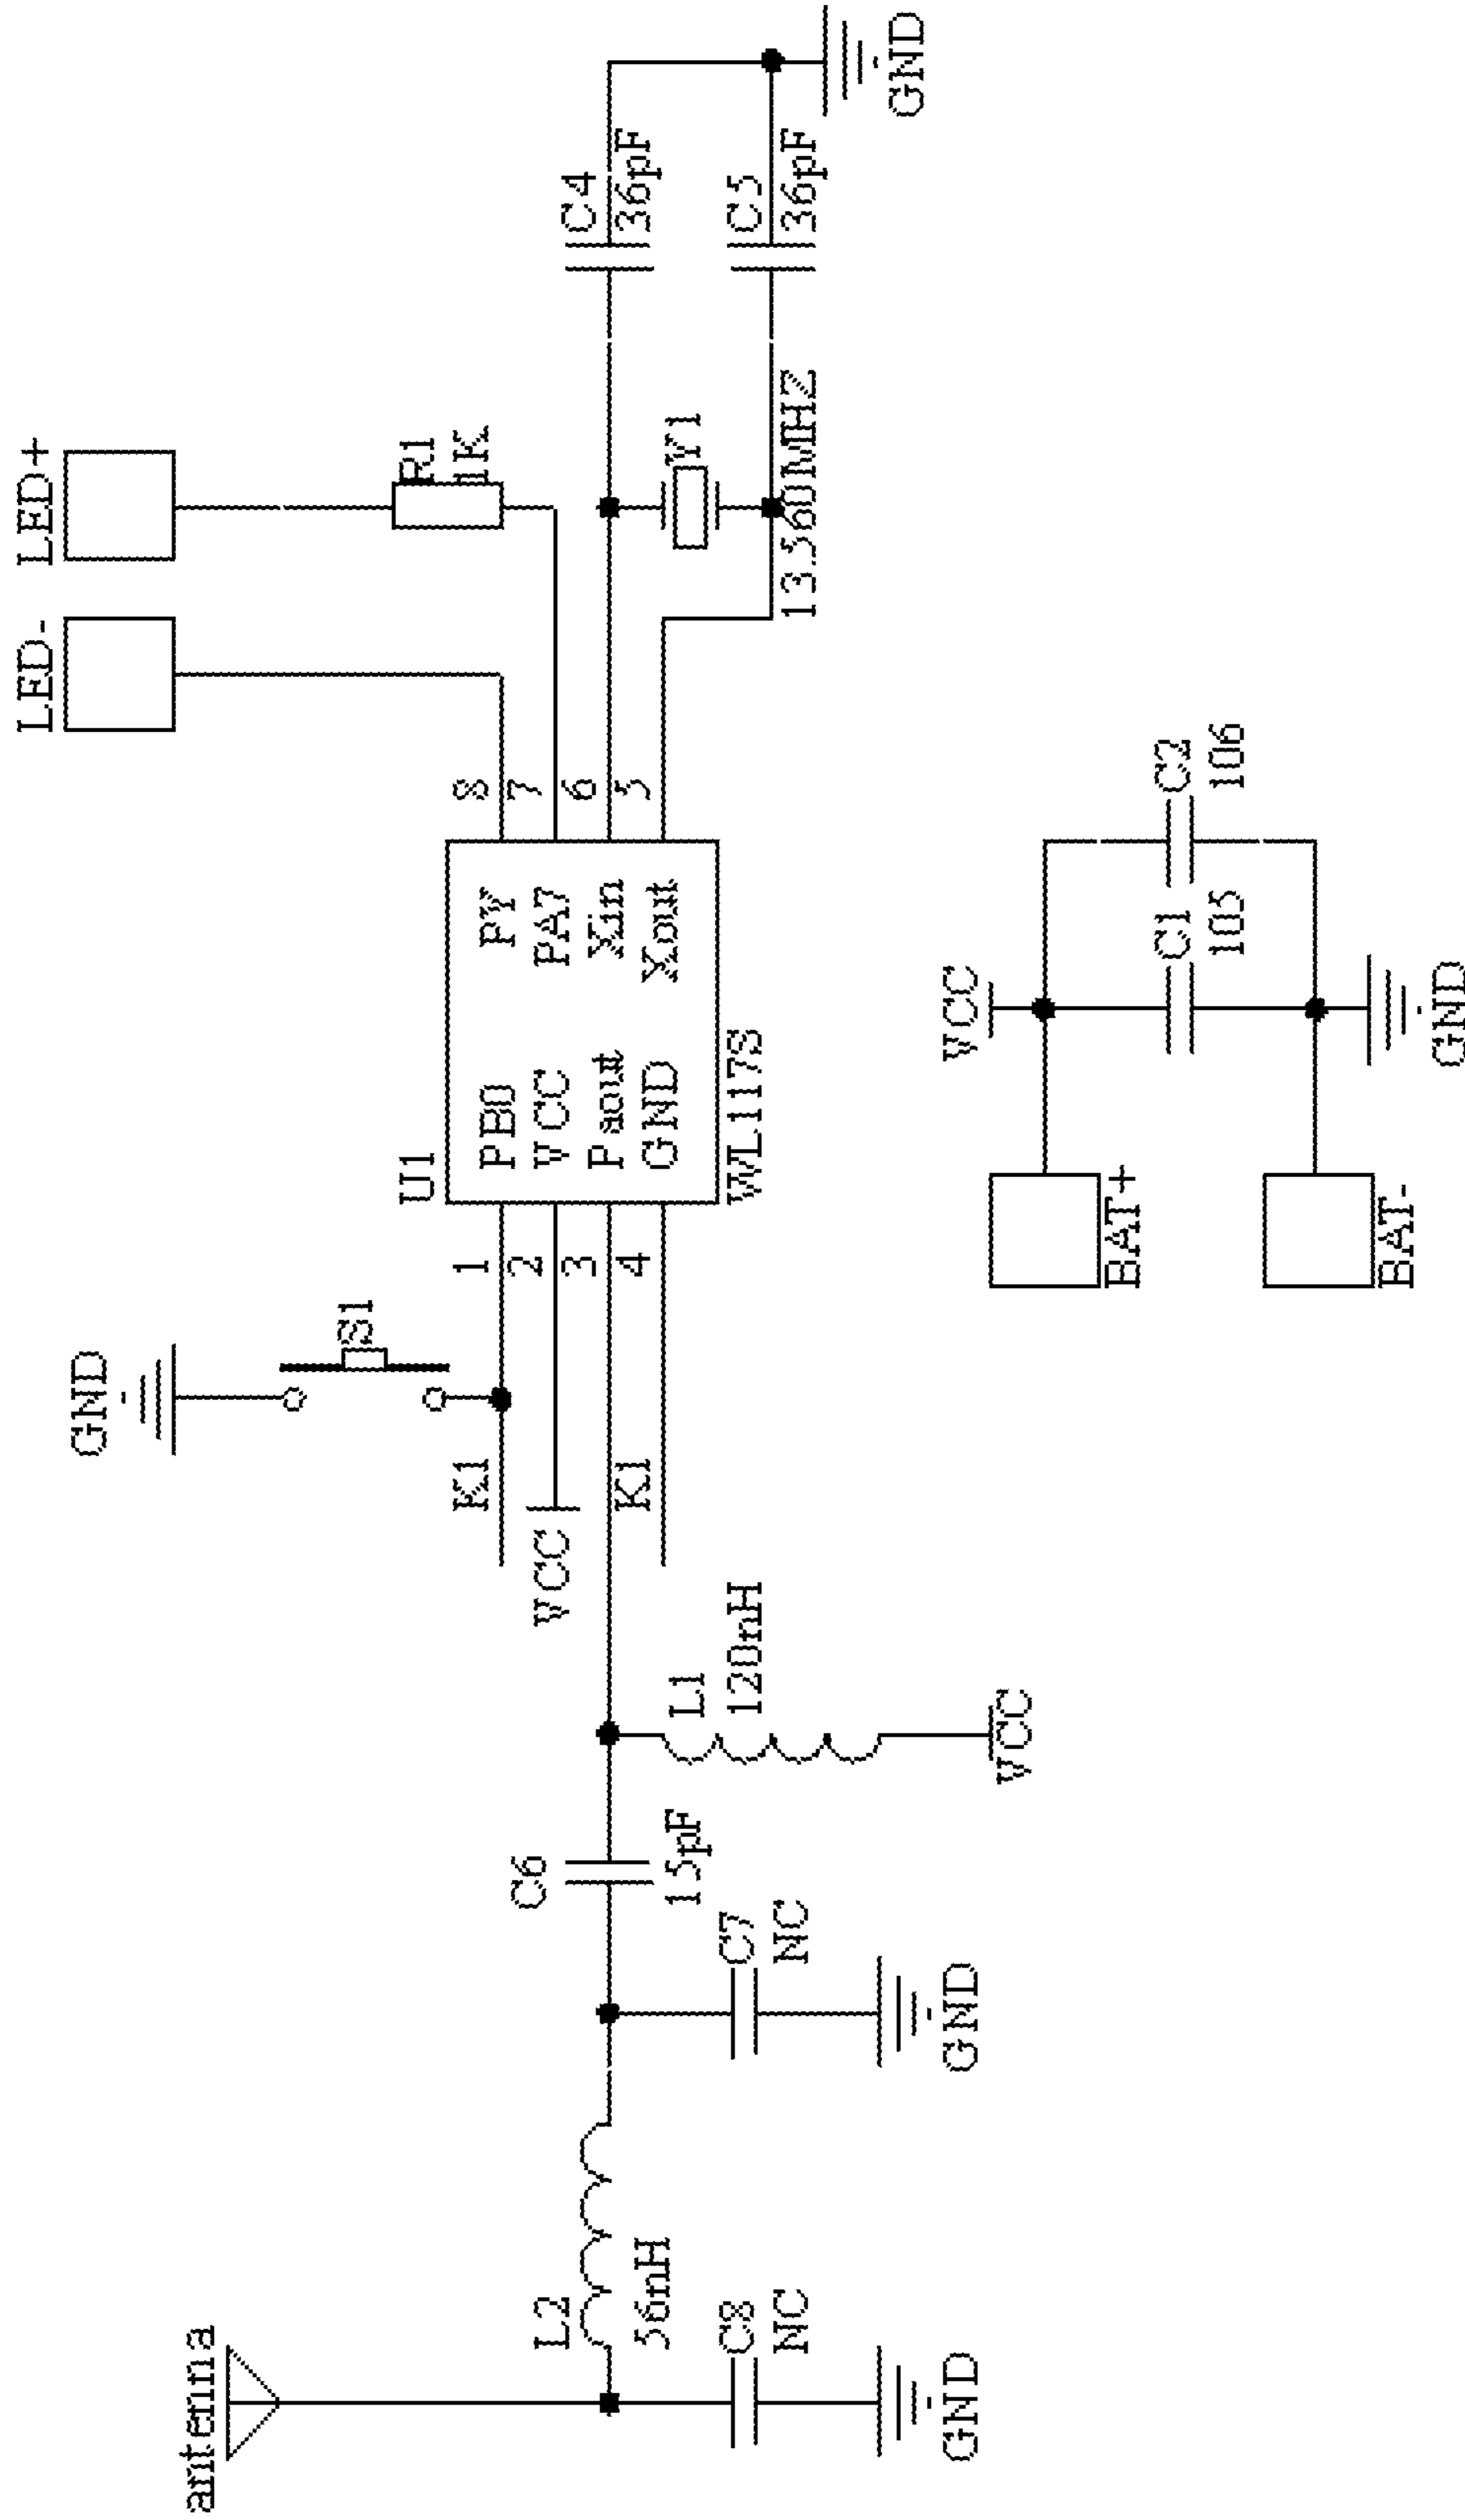 antenna
L2
56nH
C8
NC
GND
C7
NC
GND
C6
15pF
L1
120nH
VCC
GND
S1
K1
VCC
K1
1
2
3
4
U1
PB0
VCC
Paout
GND
PY
PA7
Xin
Xout
WL117S
8
7
6
5
LED-
LED+
R1
1K
Y1
13.560MHZ
C4
36pF
C5
36pF
GND
BAT+
BAT-
VCC
C1
105
C2
106
GND